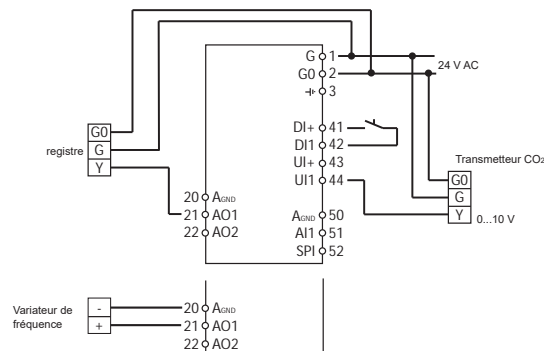 G 1
24 V AC
G0 2
3
G0
DI+ 41
registre
G
DI1 42
Y
UI+ 43
Transmetteur CO2
UI1 44
G0
20 AGND
G
21 AO1
AGND 50
Y
0...10 V
22 AO2
AI1 51
SPI 52
Variateur de
fréquence
-
20 AGND
+
21 AO1
22 AO2